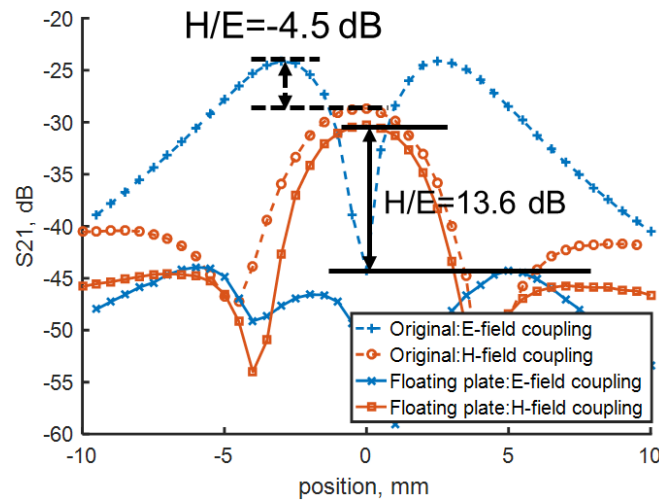 H/E=-4.5 dB
-20
-25
-30
-35
-40
-45
-50
-55
-60
S21, dB
H/E=13.6 dB
Original:E-field coupling
Original:H-field coupling
Floating plate:E-field coupling
Floating plate:H-field coupling
-10
-5
0
5
10
position, mm